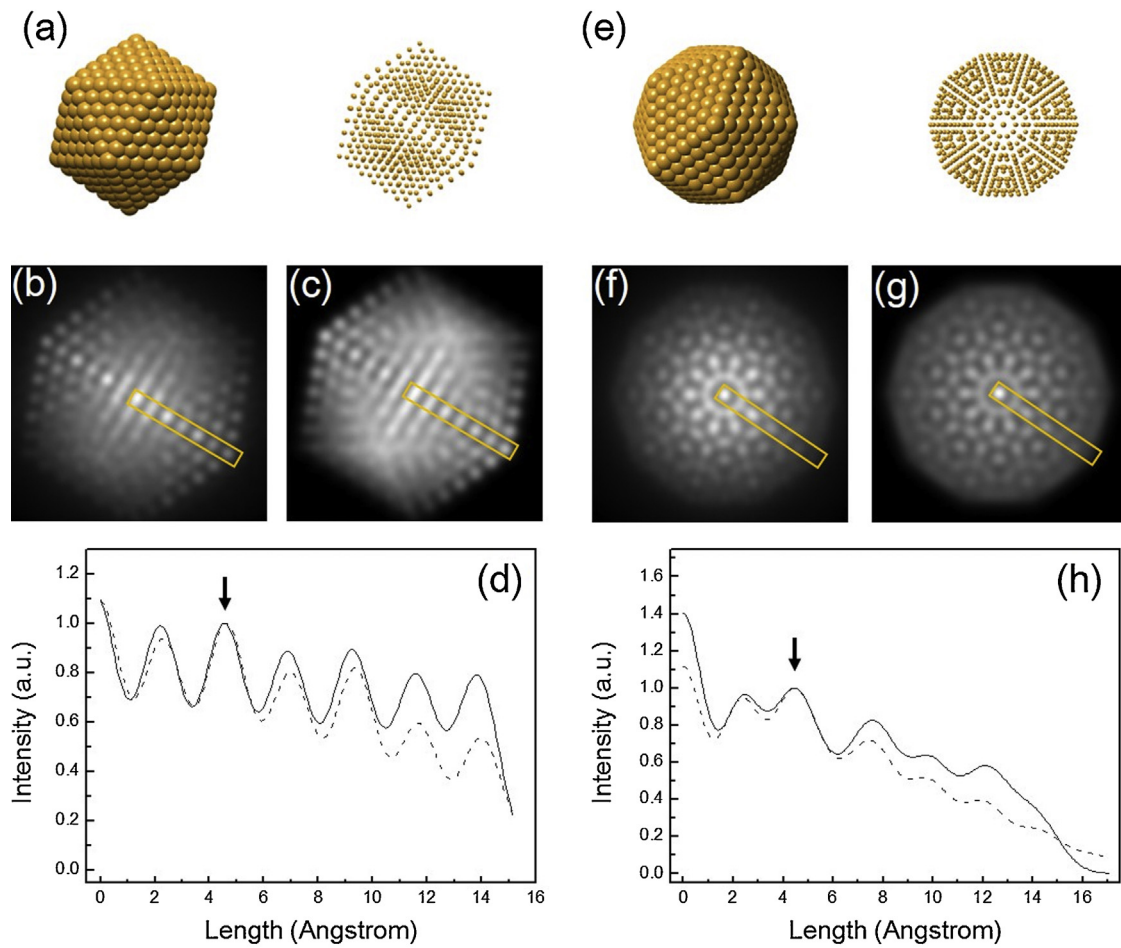 (a)
(e)
(b)
(c)
(f)
(g)
(d)
1.2
1.0
0.8
0.6
0.4
0.2
0.0
Intensity (a.u.)
0 2 4 6 8 10 12 14 16
Length (Angstrom)
(h)
1.6
1.4
1.2
1.0
0.8
0.6
0.4
0.2
0.0
Intensity (a.u.)
0 2 4 6 8 10 12 14 16
Length (Angstrom)